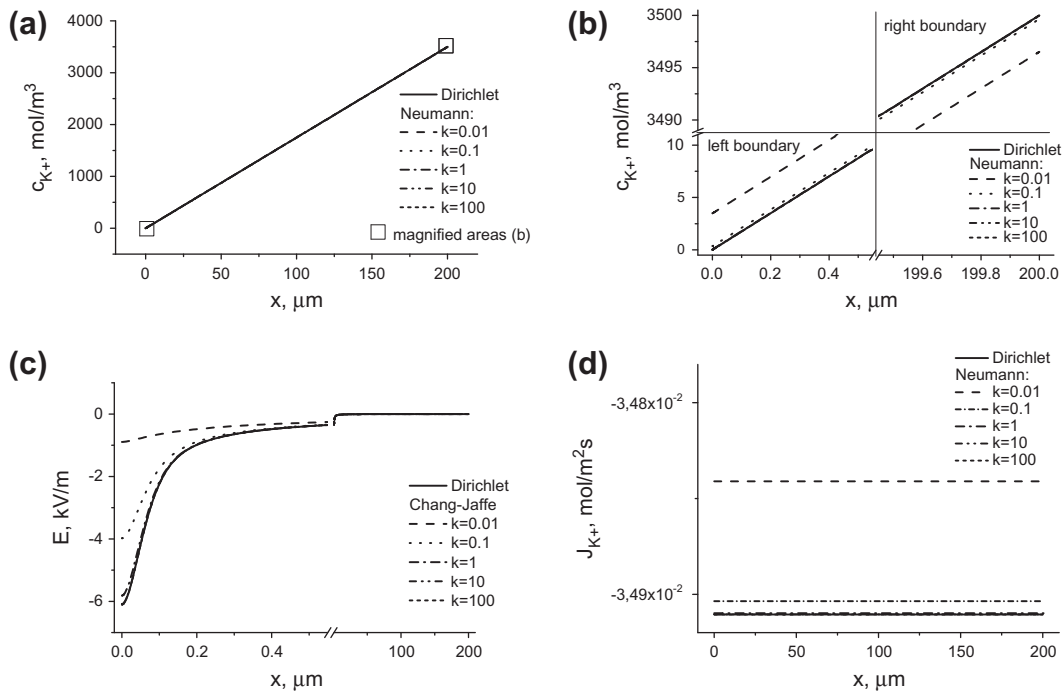 (a)
4000
3000
2000
1000
0
c_K+, mol/m³
0 50 100 150 200
x, μm
Dirichlet
Neumann:
k=0.01
k=0.1
k=1
k=10
k=100
magnified areas (b)
(b)
3500
3495
3490
10
5
0
c_K+, mol/m³
right boundary
left boundary
0.0 0.2 0.4 199.6 199.8 200.0
x, μm
Dirichlet
Neumann:
k=0.01
k=0.1
k=1
k=10
k=100
(c)
0
-2
-4
-6
E, kV/m
0.0 0.2 0.4 100 200
x, μm
Dirichlet
Chang-Jaffe
k=0.01
k=0.1
k=1
k=10
k=100
(d)
-3,48x10⁻²
-3,49x10⁻²
J_K+, mol/m²s
0 50 100 150 200
x, μm
Dirichlet
Neumann:
k=0.01
k=0.1
k=1
k=10
k=100